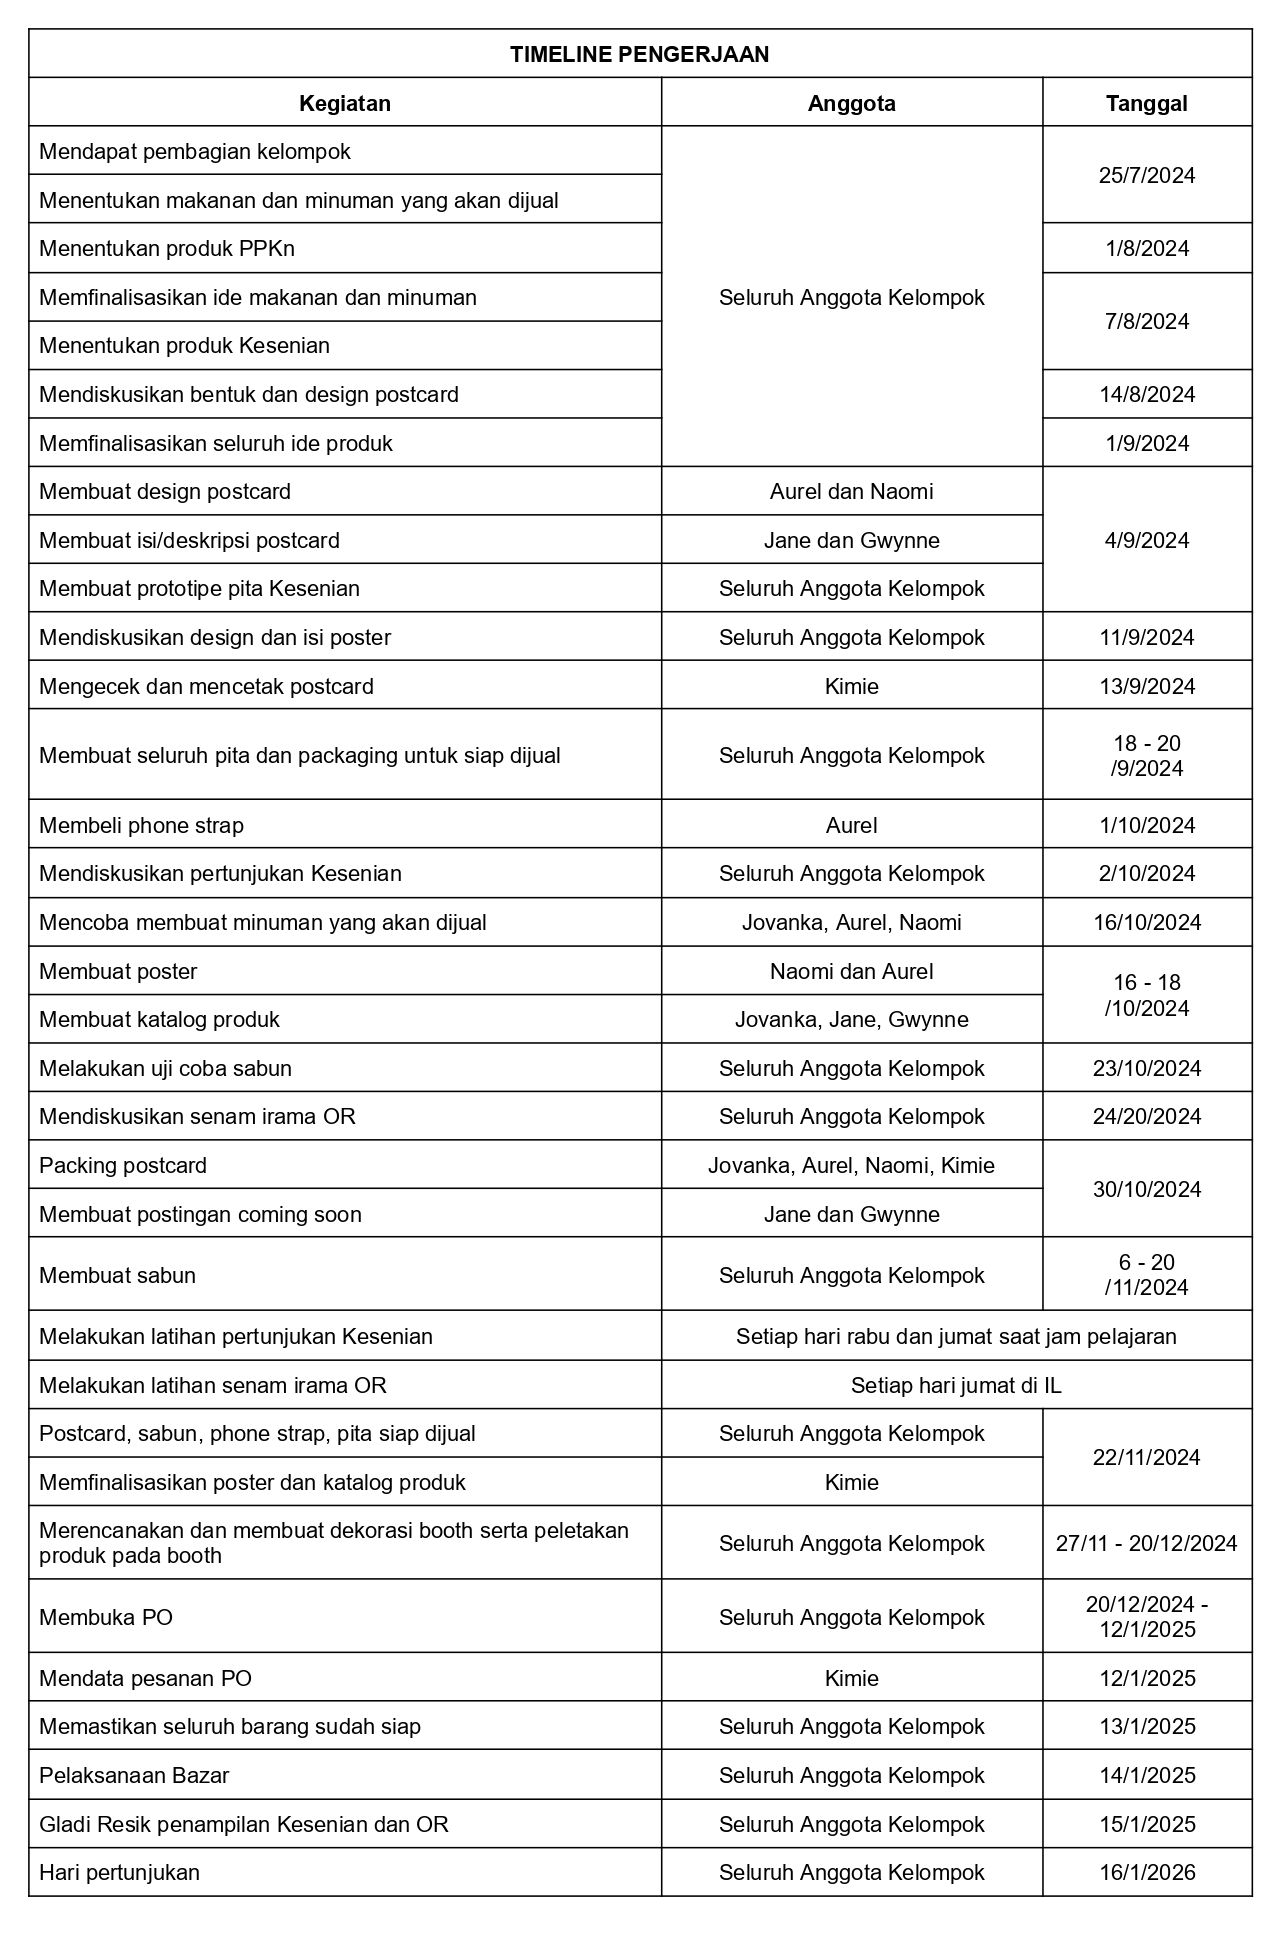 TIMELINE PENGERJAAN
Kegiatan Anggota Tanggal
Mendapat pembagian kelompok
Seluruh Anggota Kelompok
25/7/2024
Menentukan makanan dan minuman yang akan dijual
Menentukan produk PPKn 1/8/2024
Memfinalisasikan ide makanan dan minuman
7/8/2024
Menentukan produk Kesenian
Mendiskusikan bentuk dan design postcard 14/8/2024
Memfinalisasikan seluruh ide produk 1/9/2024
Membuat design postcard Aurel dan Naomi
4/9/2024
Membuat isi/deskripsi postcard Jane dan Gwynne
Membuat prototipe pita Kesenian Seluruh Anggota Kelompok
Mendiskusikan design dan isi poster Seluruh Anggota Kelompok 11/9/2024
Mengecek dan mencetak postcard Kimie 13/9/2024
Membuat seluruh pita dan packaging untuk siap dijual Seluruh Anggota Kelompok 18 - 20
/9/2024
Membeli phone strap Aurel 1/10/2024
Mendiskusikan pertunjukan Kesenian Seluruh Anggota Kelompok 2/10/2024
Mencoba membuat minuman yang akan dijual Jovanka, Aurel, Naomi 16/10/2024
Membuat poster Naomi dan Aurel
16 - 18
/10/2024
Membuat katalog produk Jovanka, Jane, Gwynne
Melakukan uji coba sabun Seluruh Anggota Kelompok 23/10/2024
Mendiskusikan senam irama OR Seluruh Anggota Kelompok 24/20/2024
Packing postcard Jovanka, Aurel, Naomi, Kimie
30/10/2024
Membuat postingan coming soon Jane dan Gwynne
Membuat sabun Seluruh Anggota Kelompok 6 - 20
/11/2024
Melakukan latihan pertunjukan Kesenian Setiap hari rabu dan jumat saat jam pelajaran
Melakukan latihan senam irama OR Setiap hari jumat di IL
Postcard, sabun, phone strap, pita siap dijual Seluruh Anggota Kelompok
22/11/2024
Memfinalisasikan poster dan katalog produk Kimie
Merencanakan dan membuat dekorasi booth serta peletakan
produk pada booth
Seluruh Anggota Kelompok 27/11 - 20/12/2024
Membuka PO Seluruh Anggota Kelompok 20/12/2024 -
12/1/2025
Mendata pesanan PO Kimie 12/1/2025
Memastikan seluruh barang sudah siap Seluruh Anggota Kelompok 13/1/2025
Pelaksanaan Bazar Seluruh Anggota Kelompok 14/1/2025
Gladi Resik penampilan Kesenian dan OR Seluruh Anggota Kelompok 15/1/2025
Hari pertunjukan Seluruh Anggota Kelompok 16/1/2026